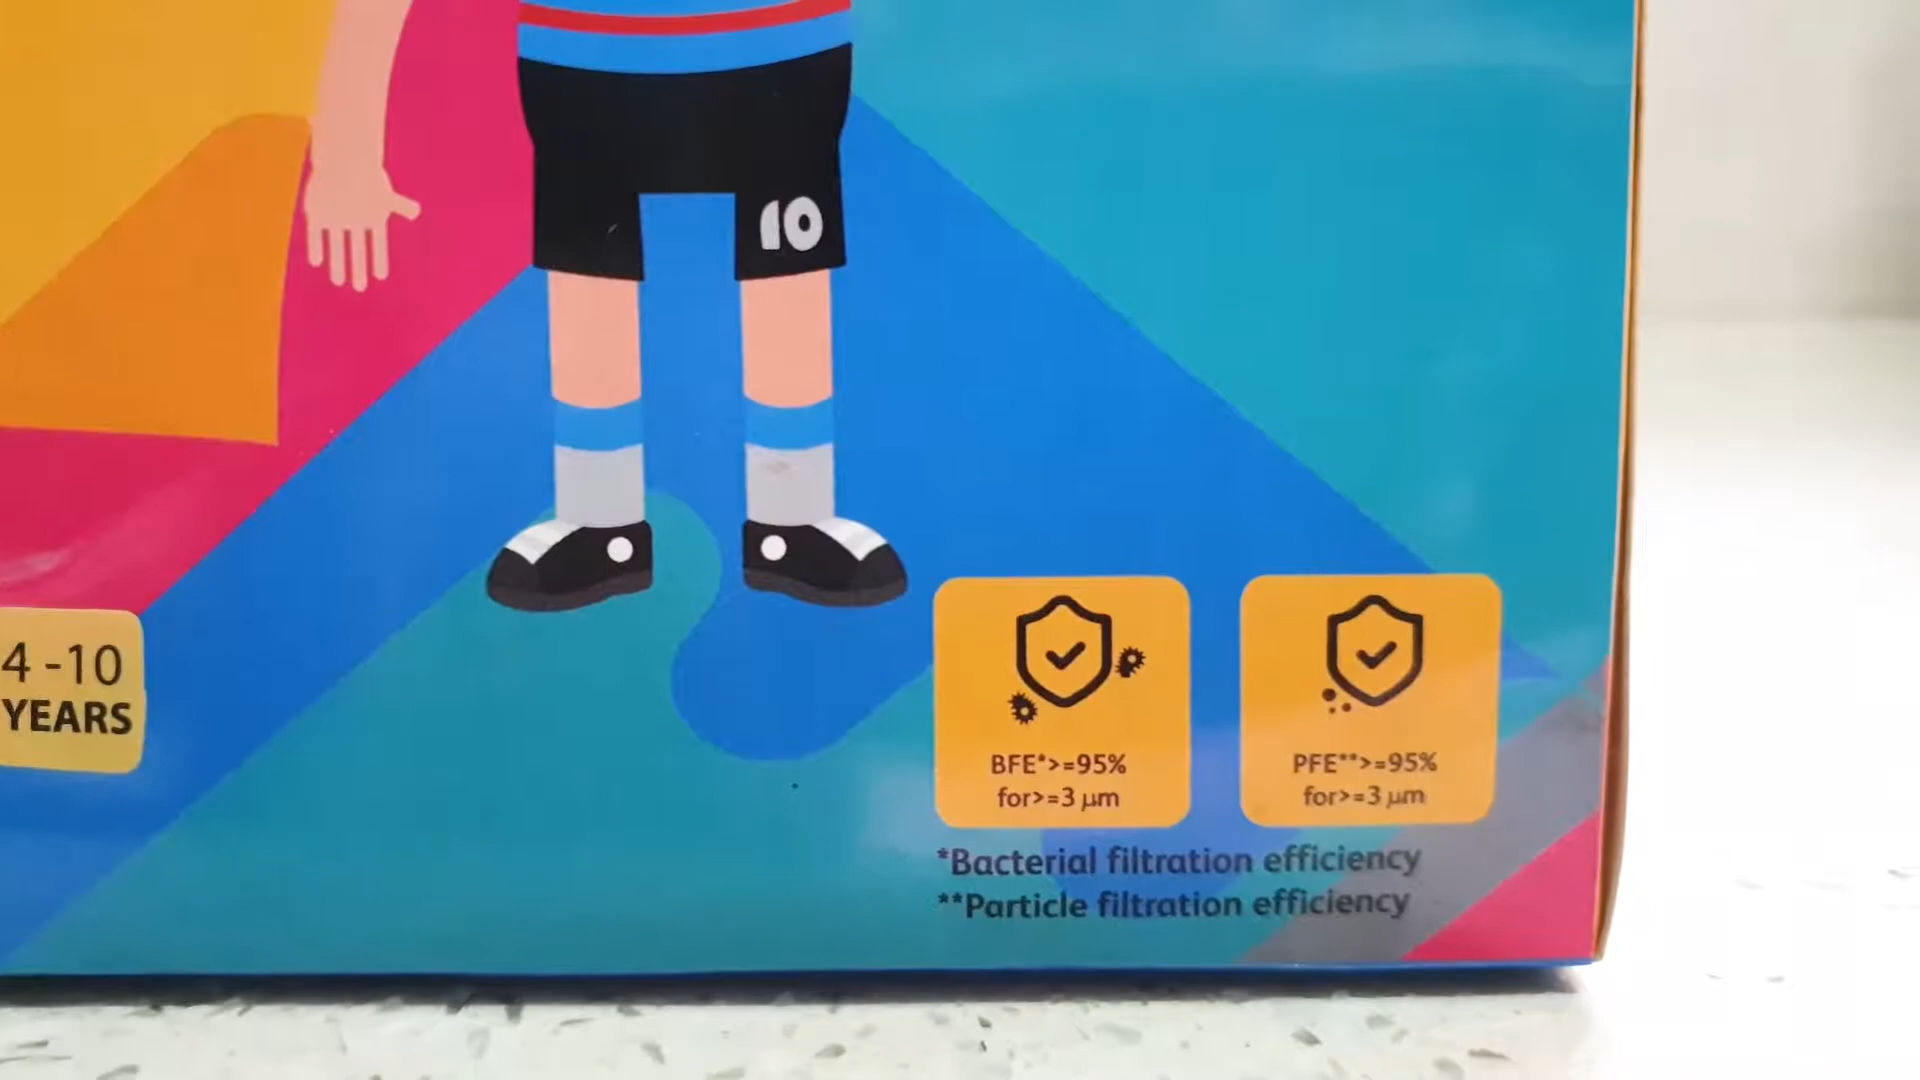 10
4 -10
YEARS
BFE*>=95%
for>=3 µm
PFE**>=95%
for>=3 µm
*Bacterial filtration efficiency
**Particle filtration efficiency